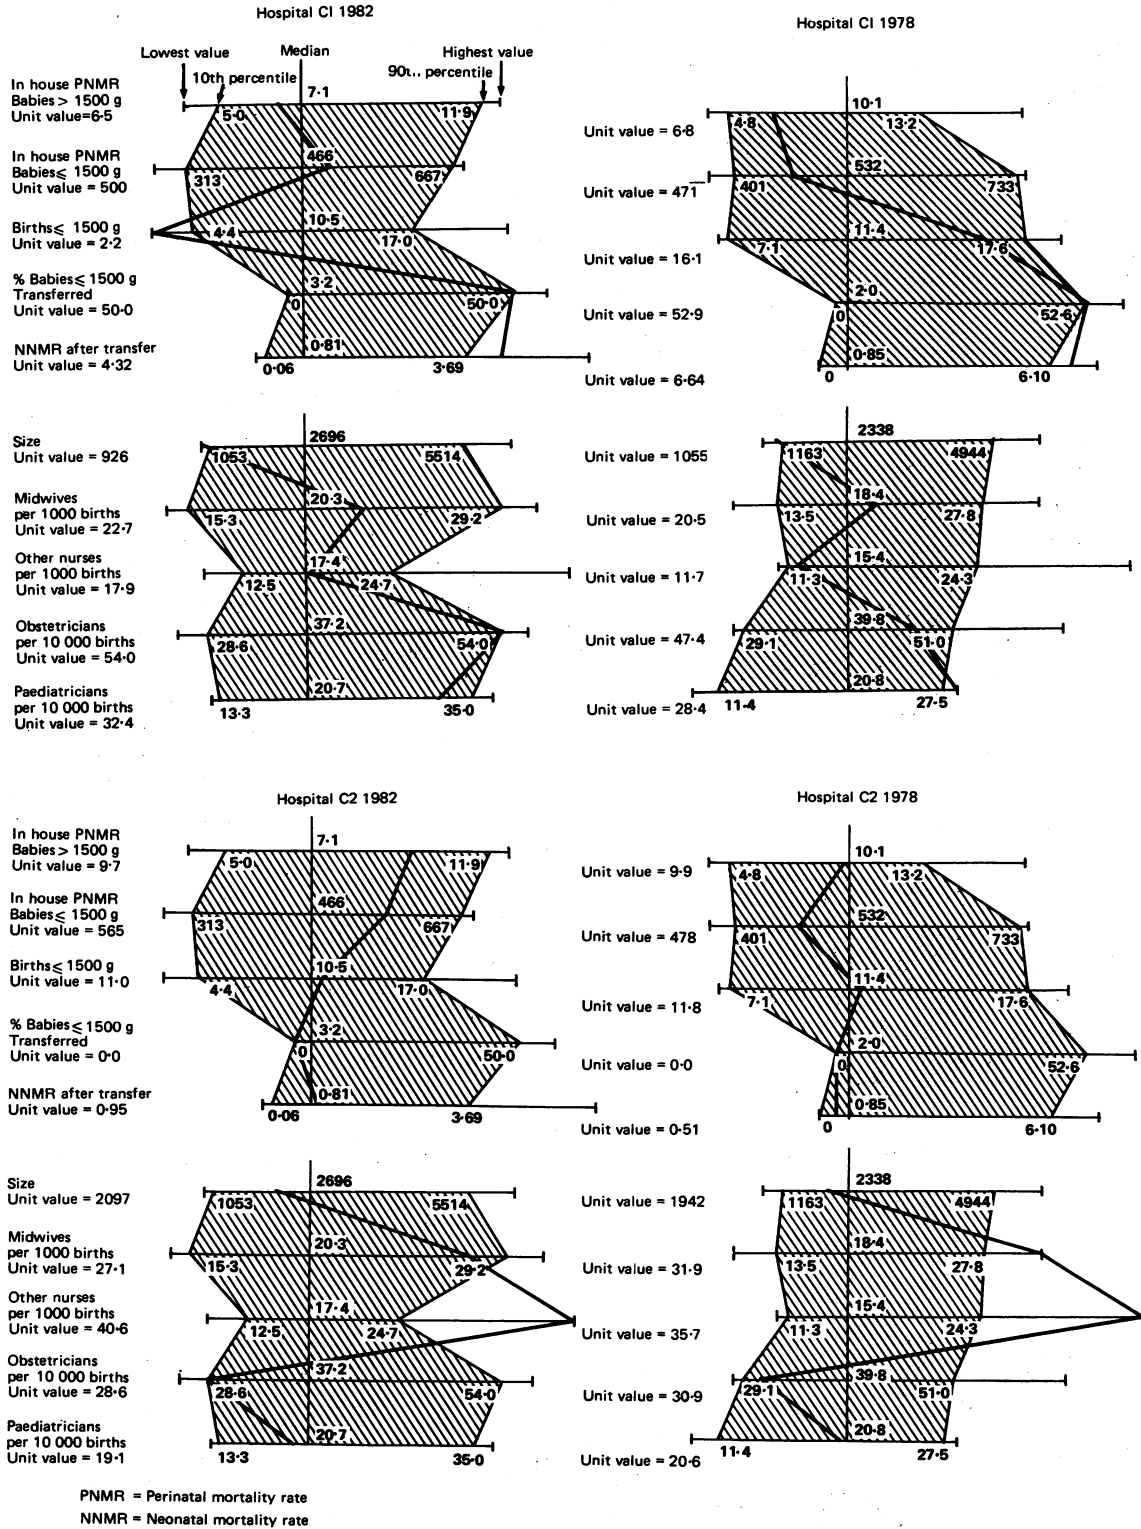 Hospital C1 1982
Lowest value
Median
Highest value
10th percentile
90t... percentile
In house PNMR
Babies > 1500 g
Unit value=6·5
7·1
5·0
11·9
In house PNMR
Babies⩽ 1500 g
Unit value = 500
466
313
667
Births⩽ 1500 g
Unit value = 2·2
10·5
4·4
17·0
% Babies⩽ 1500 g
Transferred
Unit value = 50·0
3·2
0
50·0
NNMR after transfer
Unit value = 4·32
0·81
0·06
3·69
Size
Unit value = 926
2696
1053
5514
Midwives
per 1000 births
Unit value = 22·7
20·3
15·3
29·2
Other nurses
per 1000 births
Unit value = 17·9
17·4
12·5
24·7
Obstetricians
per 10 000 births
Unit value = 54·0
37·2
28·6
54·0
Paediatricians
per 10 000 births
Unit value = 32·4
20·7
13·3
35·0
Hospital C1 1978
10·1
Unit value = 6·8
4·8
13·2
532
Unit value = 471
401
733
11·4
Unit value = 16·1
7·1
17·6
2·0
Unit value = 52·9
0
52·6
0·85
Unit value = 6·64
0
6·10
2338
Unit value = 1055
1163
4944
18·4
Unit value = 20·5
13·5
27·8
15·4
Unit value = 11·7
11·3
24·3
39·8
Unit value = 47·4
29·1
51·0
20·8
Unit value = 28·4
11·4
27·5
Hospital C2 1982
In house PNMR
Babies > 1500 g
Unit value = 9·7
7·1
5·0
11·9
In house PNMR
Babies⩽ 1500 g
Unit value = 565
466
313
667
Births⩽ 1500 g
Unit value = 11·0
10·5
4·4
17·0
% Babies⩽1500 g
Transferred
Unit value = 0·0
3·2
0
50·0
NNMR after transfer
Unit value = 0·95
0·81
0·06
3·69
Size
Unit value = 2097
2696
1053
5514
Midwives
per 1000 births
Unit value = 27·1
20·3
15·3
29·2
Other nurses
per 1000 births
Unit value = 40·6
17·4
12·5
24·7
Obstetricians
per 10 000 births
Unit value = 28·6
37·2
28·6
54·0
Paediatricians
per 10 000 births
Unit value = 19·1
20·7
13·3
35·0
Hospital C2 1978
10·1
Unit value = 9·9
4·8
13·2
532
Unit value = 478
401
733
11·4
Unit value = 11·8
7·1
17·6
2·0
Unit value = 0·0
0
52·6
0·85
Unit value = 0·51
0
6·10
2338
Unit value = 1942
1163
4944
18·4
Unit value = 31·9
13·5
27·8
15·4
Unit value = 35·7
11·3
24·3
39·8
Unit value = 30·9
29·1
51·0
20·8
Unit value = 20·6
11·4
27·5
PNMR = Perinatal mortality rate
NNMR = Neonatal mortality rate